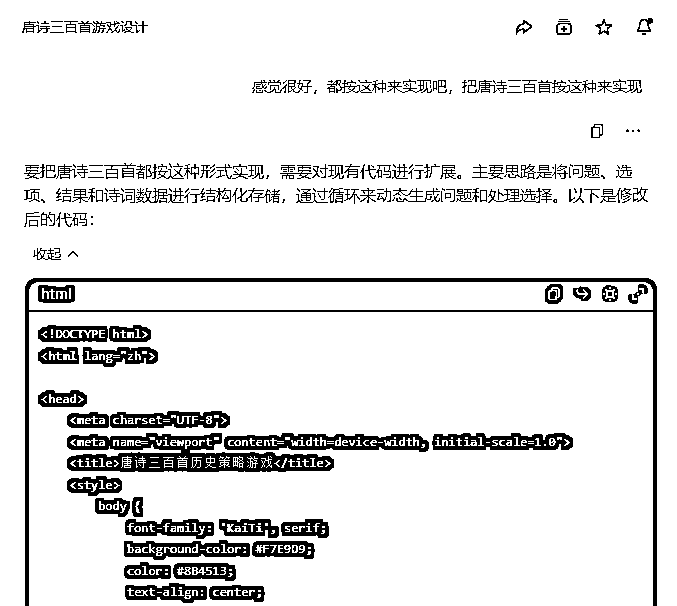 唐诗三百首游戏设计
感觉很好，都按这种来实现吧，把唐诗三百首按这种来实现
要把唐诗三百首都按这种形式实现，需要对现有代码进行扩展。主要思路是将问题、选
项、结果和诗词数据进行结构化存储，通过循环来动态生成问题和处理选择。以下是修改
后的代码：
收起
html
<!DOCTYPE html>
<html lang="zh">
<head>
<meta charset="UTF-8">
<meta name="viewport" content="width=device-width, initial-scale=1.0">
<title>唐诗三百首历史策略游戏</title>
<style>
body {
font-family: 'KaiTi', serif;
background-color: #F7E9D9;
color: #8B4513;
text-align: center;